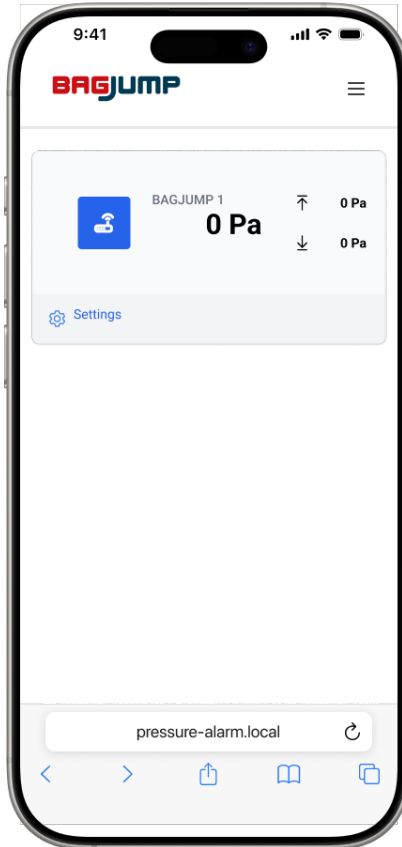 9:41
BAGJUMP
BAGJUMP 1
0 Pa
0 Pa
0 Pa
Settings
pressure-alarm.local